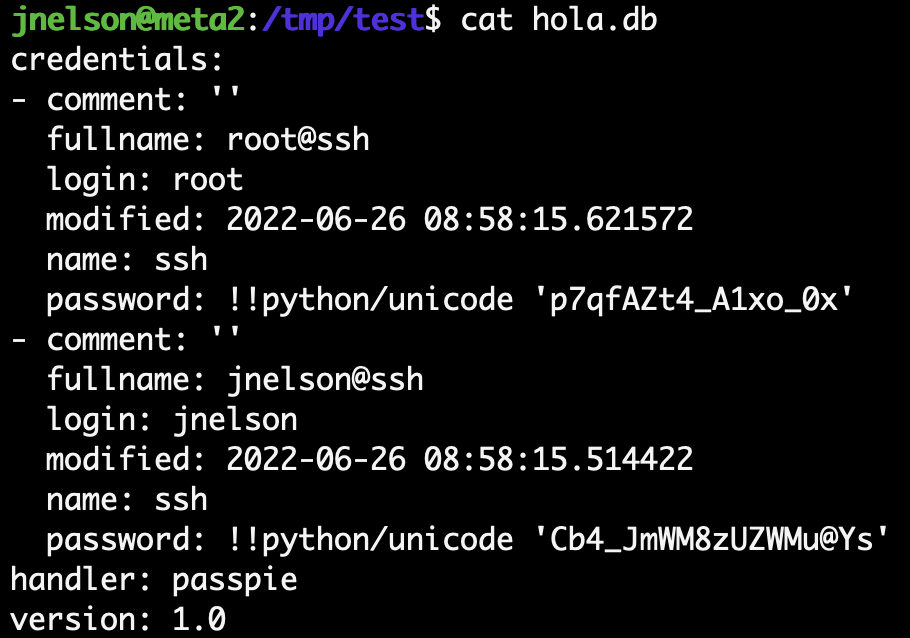 jnelson@meta2:/tmp/test$ cat hola.db
credentials:
- comment: ''
  fullname: root@ssh
  login: root
  modified: 2022-06-26 08:58:15.621572
  name: ssh
  password: !!python/unicode 'p7qfAZt4_A1xo_0x'
- comment: ''
  fullname: jnelson@ssh
  login: jnelson
  modified: 2022-06-26 08:58:15.514422
  name: ssh
  password: !!python/unicode 'Cb4_JmWM8zUZWMu@Ys'
handler: passpie
version: 1.0